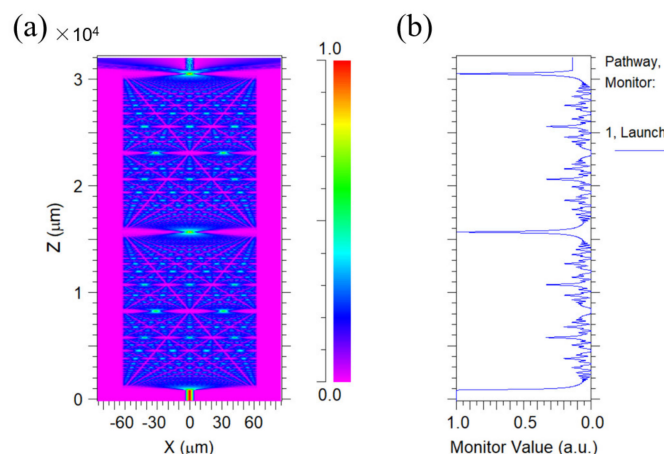 (a)
×10⁴
3
2
1
0
Z (μm)
-60 -30 0 30 60
X (μm)
1.0
0.0
(b)
1.0 0.5 0.0
Monitor Value (a.u.)
Pathway,
Monitor:
1, Launch